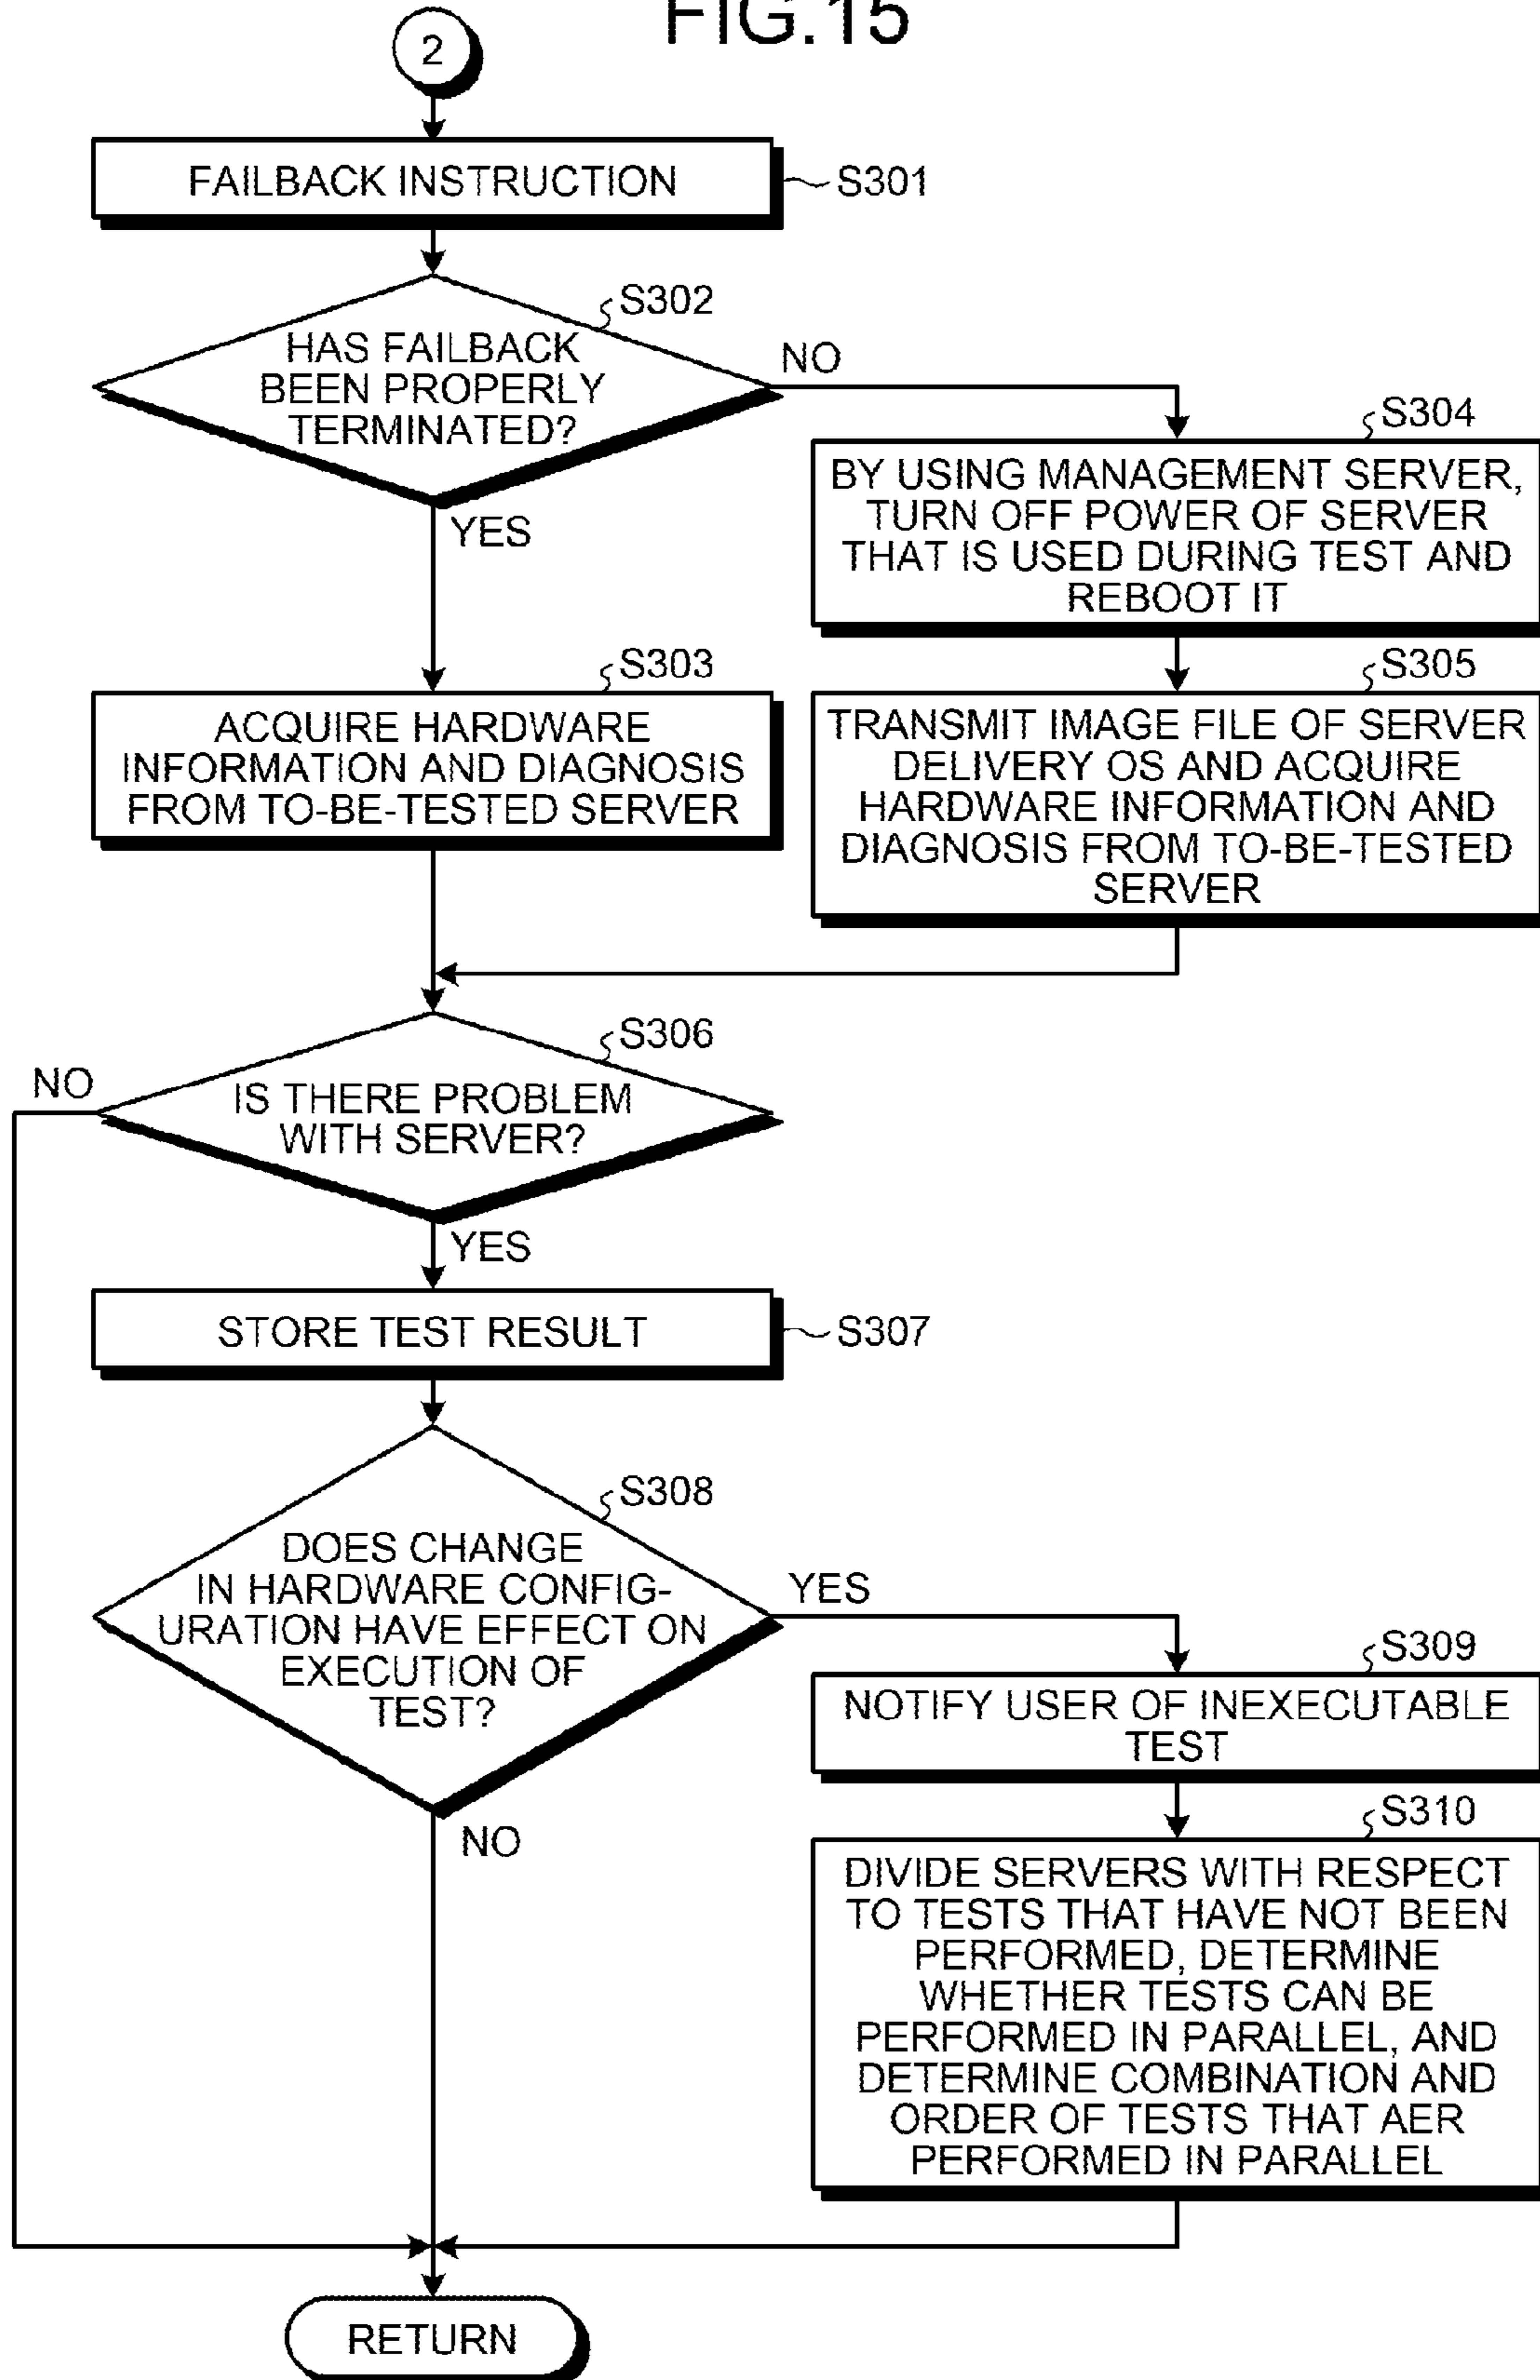 FIG.15
2
FAILBACK INSTRUCTION
S301
S302
HAS FAILBACK
BEEN PROPERLY
TERMINATED?
NO
YES
S304
BY USING MANAGEMENT SERVER,
TURN OFF POWER OF SERVER
THAT IS USED DURING TEST AND
REBOOT IT
S303
ACQUIRE HARDWARE
INFORMATION AND DIAGNOSIS
FROM TO-BE-TESTED SERVER
S305
TRANSMIT IMAGE FILE OF SERVER
DELIVERY OS AND ACQUIRE
HARDWARE INFORMATION AND
DIAGNOSIS FROM TO-BE-TESTED
SERVER
S306
NO
IS THERE PROBLEM
WITH SERVER?
YES
STORE TEST RESULT
S307
S308
DOES CHANGE
IN HARDWARE CONFIG-
URATION HAVE EFFECT ON
EXECUTION OF
TEST?
YES
NO
S309
NOTIFY USER OF INEXECUTABLE
TEST
S310
DIVIDE SERVERS WITH RESPECT
TO TESTS THAT HAVE NOT BEEN
PERFORMED, DETERMINE
WHETHER TESTS CAN BE
PERFORMED IN PARALLEL, AND
DETERMINE COMBINATION AND
ORDER OF TESTS THAT AER
PERFORMED IN PARALLEL
RETURN